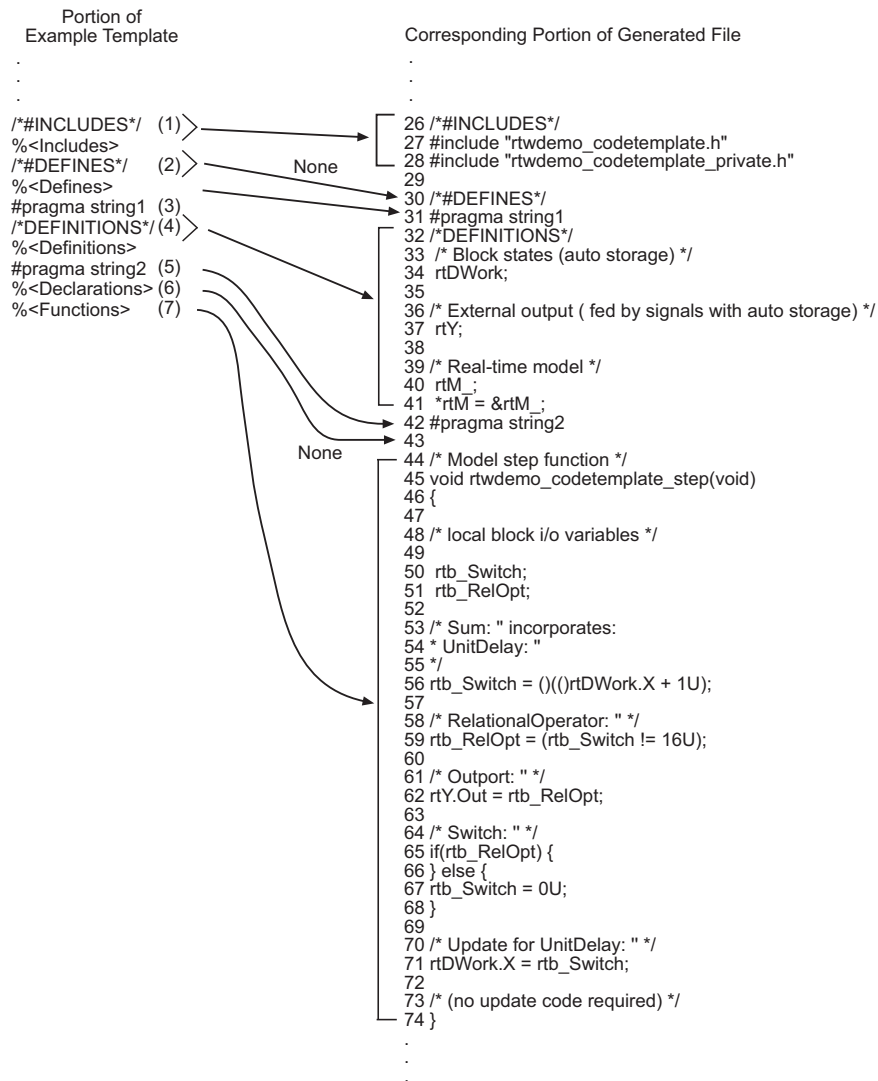 Portion of
Example Template
.
.
.
/*#INCLUDES*/ (1)
%<Includes>
/*#DEFINES*/ (2)
%<Defines>
#pragma string1 (3)
/*DEFINITIONS*/ (4)
%<Definitions>
#pragma string2 (5)
%<Declarations> (6)
%<Functions> (7)
None
None
Corresponding Portion of Generated File
.
.
.
26 /*#INCLUDES*/
27 #include "rtwdemo_codetemplate.h"
28 #include "rtwdemo_codetemplate_private.h"
29
30 /*#DEFINES*/
31 #pragma string1
32 /*DEFINITIONS*/
33 /* Block states (auto storage) */
34 rtDWork;
35
36 /* External output ( fed by signals with auto storage) */
37 rtY;
38
39 /* Real-time model */
40 rtM_;
41 *rtM = &rtM_;
42 #pragma string2
43
44 /* Model step function */
45 void rtwdemo_codetemplate_step(void)
46 {
47
48 /* local block i/o variables */
49
50 rtb_Switch;
51 rtb_RelOpt;
52
53 /* Sum: '' incorporates:
54 * UnitDelay: ''
55 */
56 rtb_Switch = ()(()rtDWork.X + 1U);
57
58 /* RelationalOperator: '' */
59 rtb_RelOpt = (rtb_Switch != 16U);
60
61 /* Outport: '' */
62 rtY.Out = rtb_RelOpt;
63
64 /* Switch: '' */
65 if(rtb_RelOpt) {
66 } else {
67 rtb_Switch = 0U;
68 }
69
70 /* Update for UnitDelay: '' */
71 rtDWork.X = rtb_Switch;
72
73 /* (no update code required) */
74 }
.
.
.